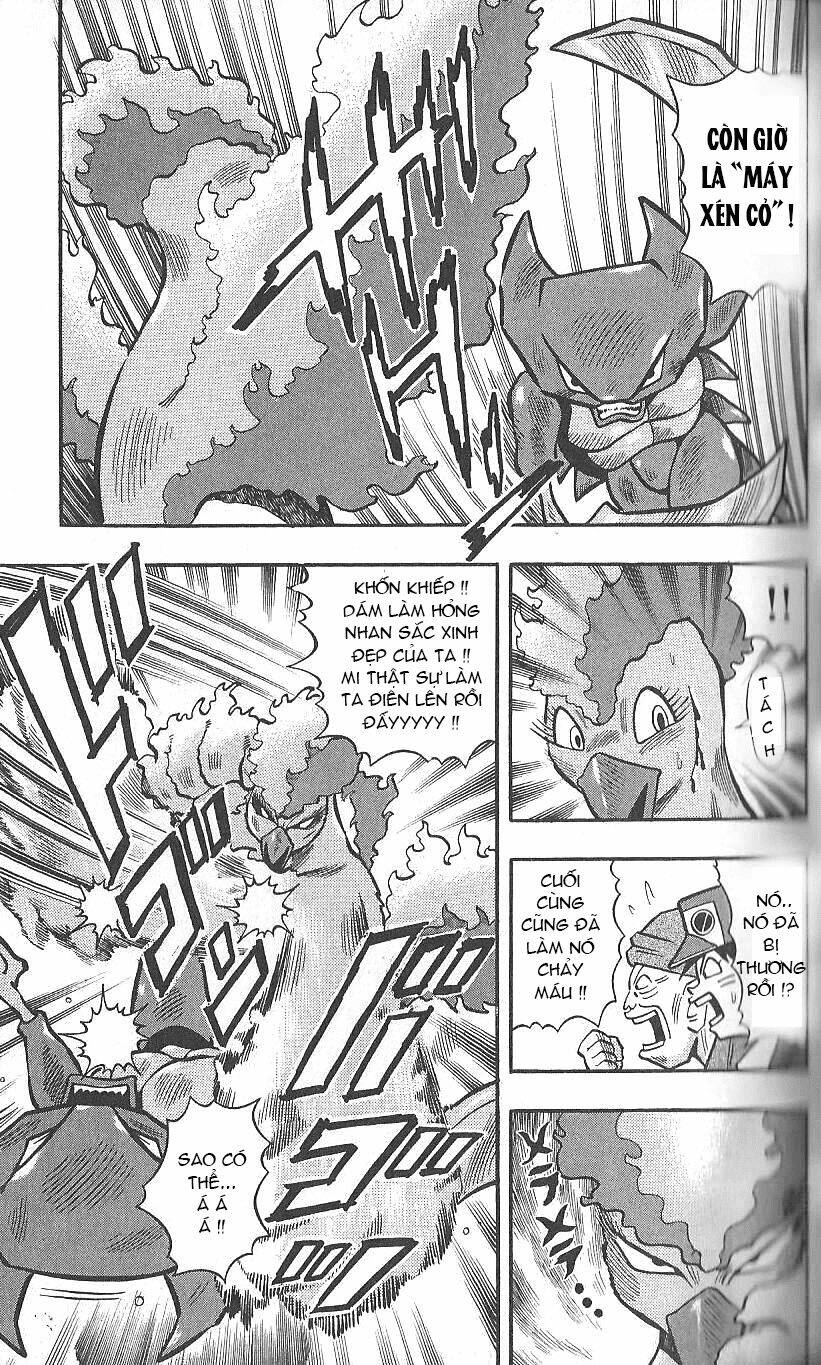 CÒN GIỜ
LÀ "MÁY
XÉN CỎ" !
!!
TÁCH
KHỐN KHIẾP !!
DÁM LÀM HỎNG
NHAN SẮC XINH
ĐẸP CỦA TA !!
MI THẬT SỰ LÀM
TA ĐIÊN LÊN RỒI
ĐẤYYYYY !!
NÓ..
NÓ ĐÃ
BỊ
THƯƠNG
RỒI !?
CUỐI
CÙNG
CŨNG ĐÃ
LÀM NÓ
CHẢY
MÁU !!
SAO CÓ
THỂ...
Á Á
Á !!